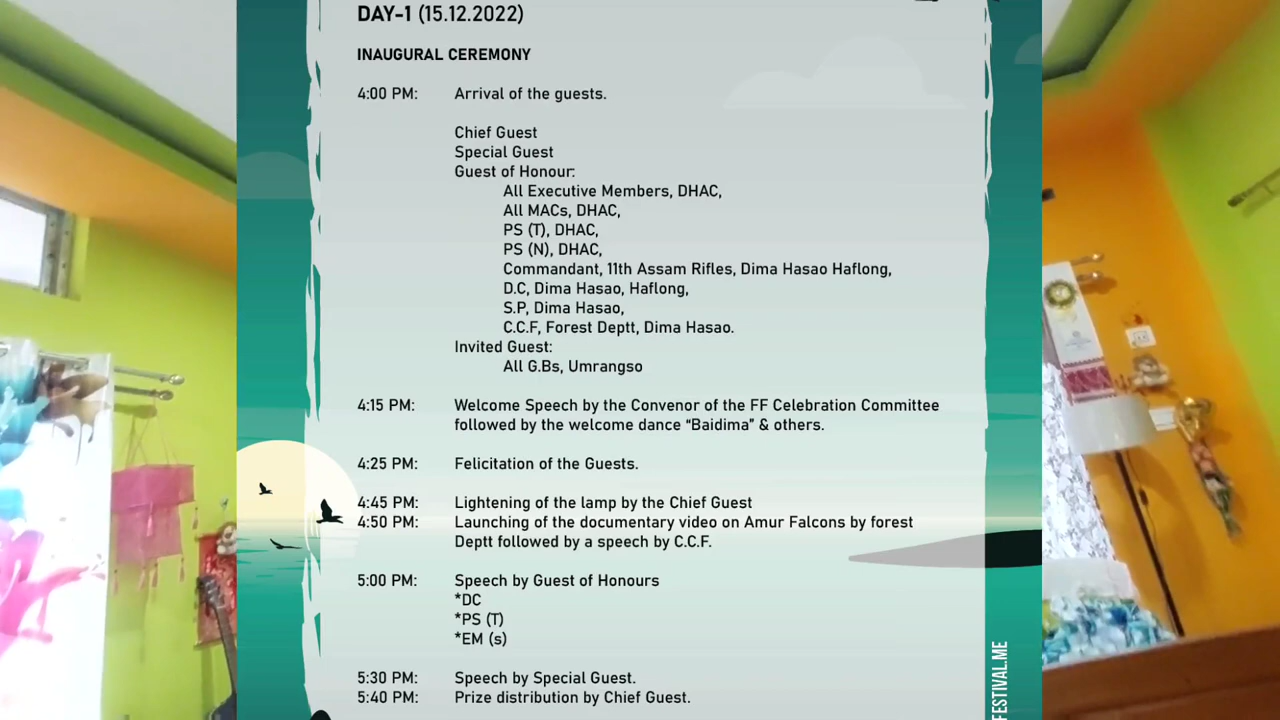 DAY-1 (15.12.2022)
INAUGURAL CEREMONY
4:00 PM: Arrival of the guests.
Chief Guest
Special Guest
Guest of Honour:
All Executive Members, DHAC,
All MACs, DHAC,
PS (T), DHAC,
PS (N), DHAC,
Commandant, 11th Assam Rifles, Dima Hasao Haflong,
D.C, Dima Hasao, Haflong,
S.P, Dima Hasao,
C.C.F, Forest Deptt, Dima Hasao.
Invited Guest:
All G.Bs, Umrangso
4:15 PM: Welcome Speech by the Convenor of the FF Celebration Committee
followed by the welcome dance “Baidima” & others.
4:25 PM: Felicitation of the Guests.
4:45 PM: Lightening of the lamp by the Chief Guest
4:50 PM: Launching of the documentary video on Amur Falcons by forest
Deptt followed by a speech by C.C.F.
5:00 PM: Speech by Guest of Honours
*DC
*PS (T)
*EM (s)
5:30 PM: Speech by Special Guest.
5:40 PM: Prize distribution by Chief Guest.
FESTIVAL.ME